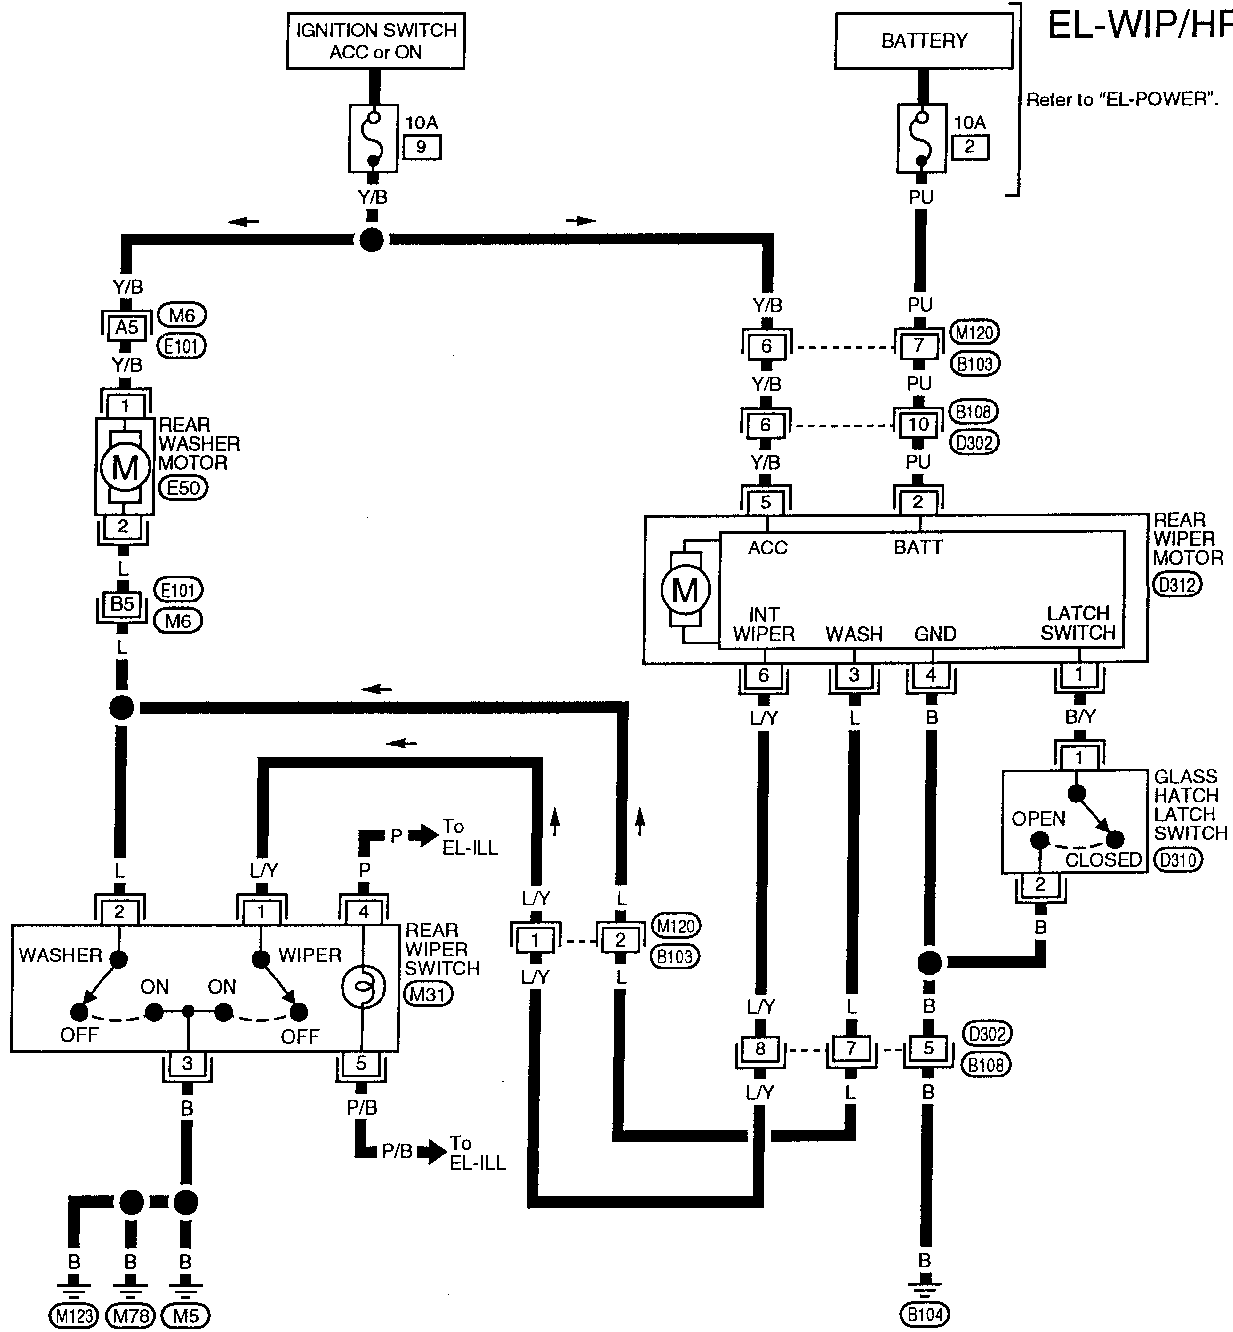 IGNITION SWITCH
ACC or ON
BATTERY
EL-WIP/HR
Refer to "EL-POWER".
10A
9
10A
2
Y/B
PU
Y/B
A5
M6
E101
Y/B
PU
6
7
M120
B103
Y/B
1
Y/B
PU
6
10
B108
D302
REAR
WASHER
MOTOR
E50
M
2
Y/B
PU
5
2
REAR
WIPER
MOTOR
D312
ACC
BATT
M
INT
WIPER
WASH
GND
LATCH
SWITCH
L
B5
E101
M6
L
6
3
4
1
L/Y
L
B
B/Y
1
GLASS
HATCH
LATCH
SWITCH
D310
OPEN
CLOSED
2
B
P
To
EL-ILL
L
L/Y
P
L/Y
L
2
1
4
1
2
M120
B103
L/Y
L
REAR
WIPER
SWITCH
M31
WASHER
WIPER
ON
ON
OFF
OFF
L/Y
L
B
3
5
8
7
5
D302
B108
B
P/B
L/Y
L
B
P/B
To
EL-ILL
B
B
B
B
M123
M78
M5
B104